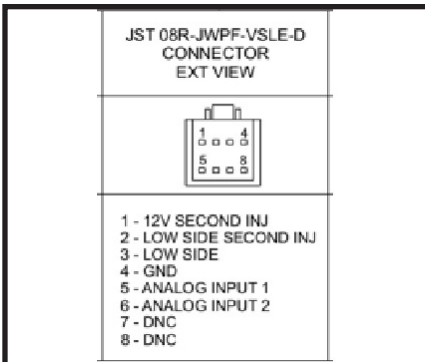 JST 08R-JWPF-VSLE-D
CONNECTOR
EXT VIEW
1 4
5 8
1 - 12V SECOND INJ
2 - LOW SIDE SECOND INJ
3 - LOW SIDE
4 - GND
5 - ANALOG INPUT 1
6 - ANALOG INPUT 2
7 - DNC
8 - DNC